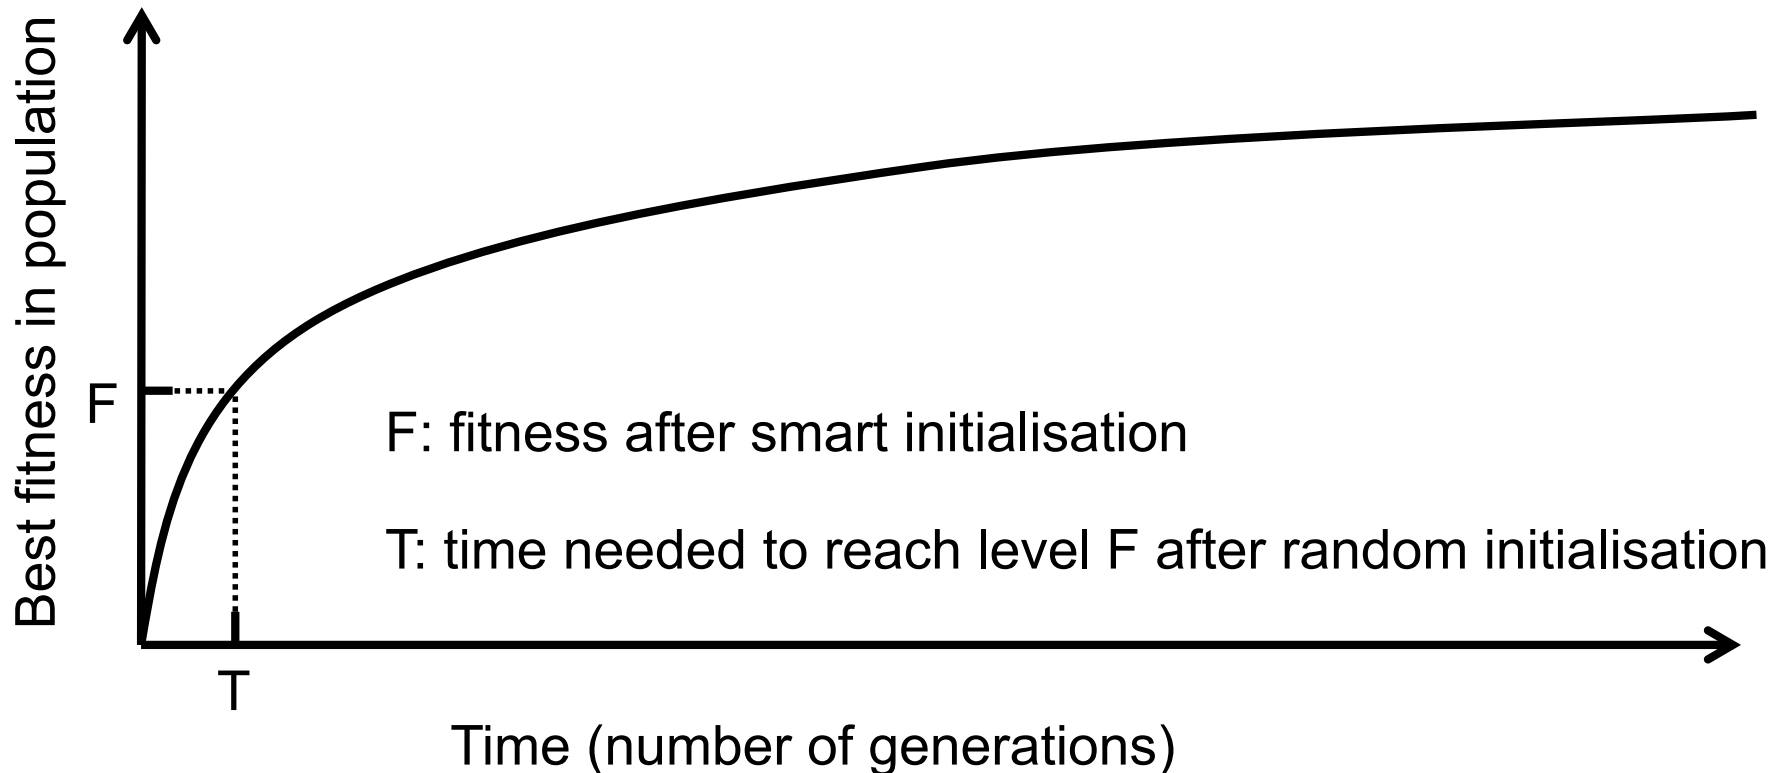 Best fitness in population
F
F: fitness after smart initialisation
T: time needed to reach level F after random initialisation
T
Time (number of generations)